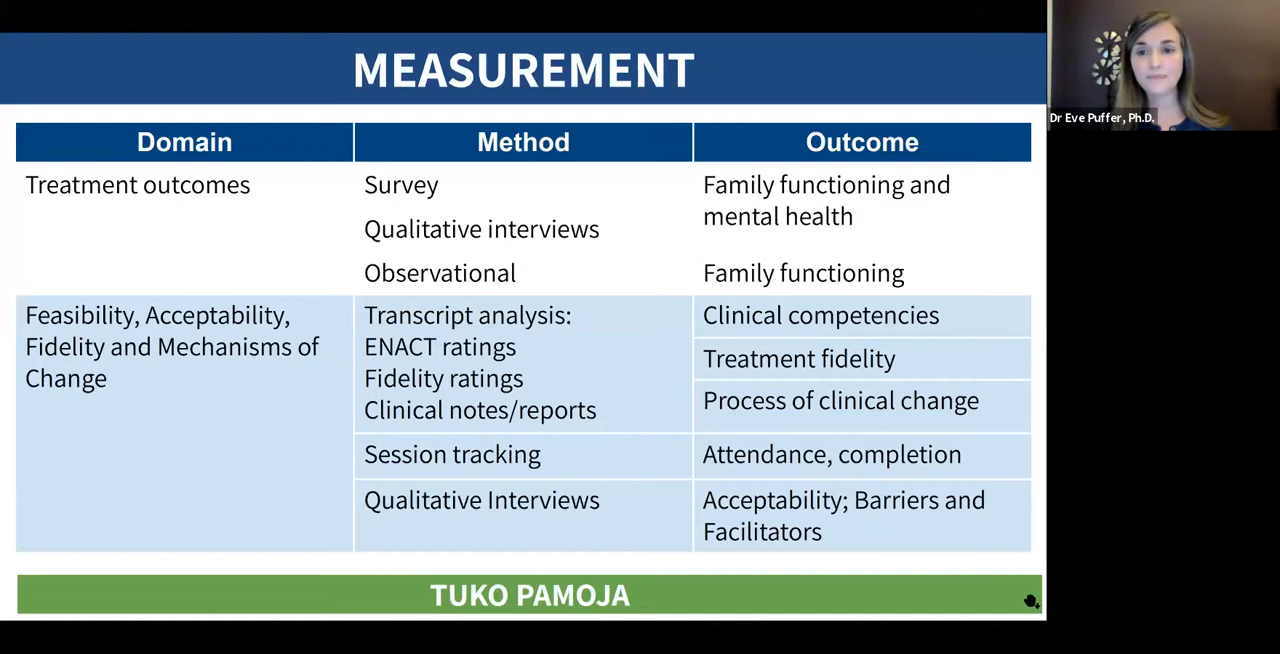 MEASUREMENT
Dr Eve Puffer, Ph.D.
Domain
Method
Outcome
Treatment outcomes
Survey
Qualitative interviews
Observational
Family functioning and
mental health
Family functioning
Feasibility, Acceptability,
Fidelity and Mechanisms of
Change
Transcript analysis:
ENACT ratings
Fidelity ratings
Clinical notes/reports
Clinical competencies
Treatment fidelity
Process of clinical change
Session tracking
Attendance, completion
Qualitative Interviews
Acceptability; Barriers and
Facilitators
TUKO PAMOJA